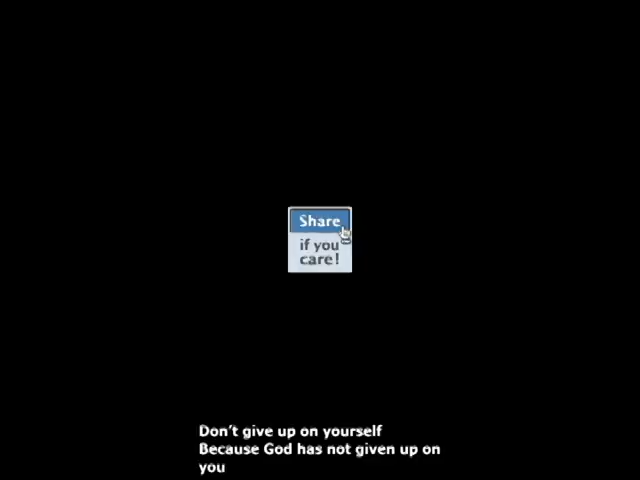 Share
if you
care!
Don't give up on yourself
Because God has not given up on
you